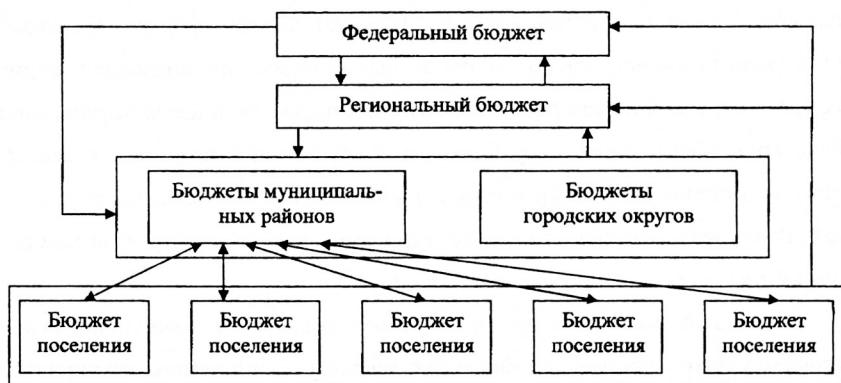 Федеральный бюджет
Региональный бюджет
Бюджеты муниципаль-
ных районов
Бюджеты
городских округов
Бюджет
поселения
Бюджет
поселения
Бюджет
поселения
Бюджет
поселения
Бюджет
поселения